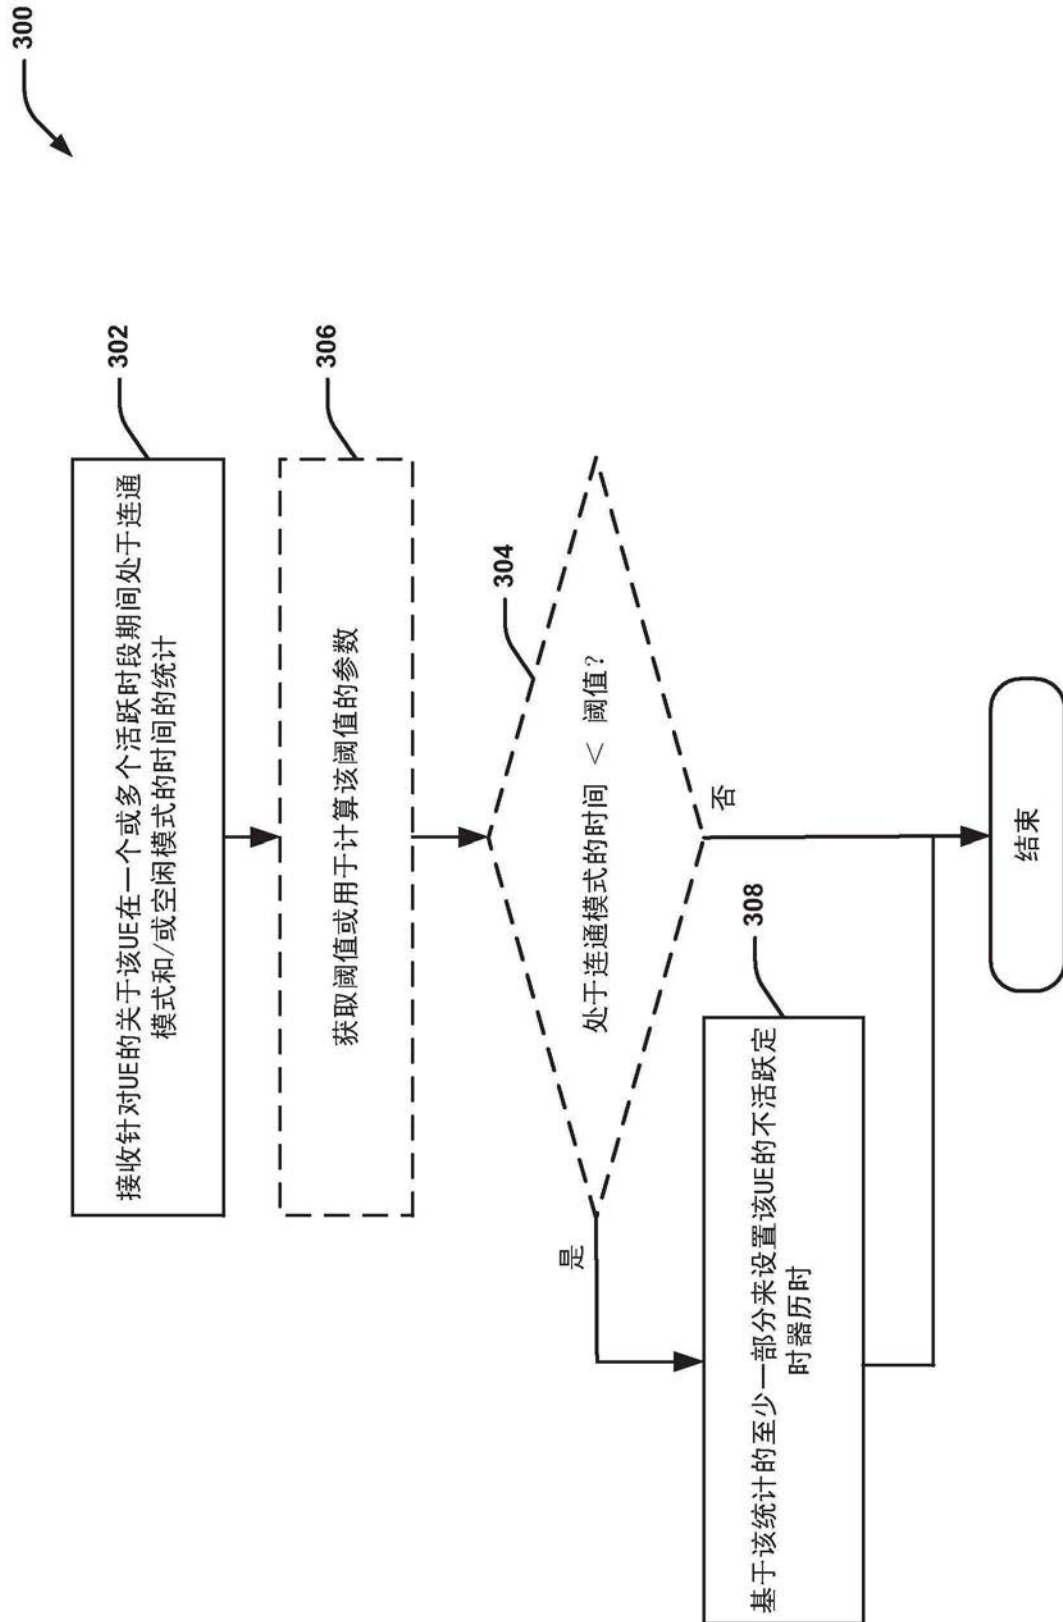 300
302
接收针对UE的关于该UE在一个或多个活跃时段期间处于连通
模式和/或空闲模式的时间的统计
306
获取阈值或用于计算该阈值的参数
304
处于连通模式的时间 < 阈值?
是
否
308
基于该统计的至少一部分来设置该UE的不活跃定
时器历时
结束